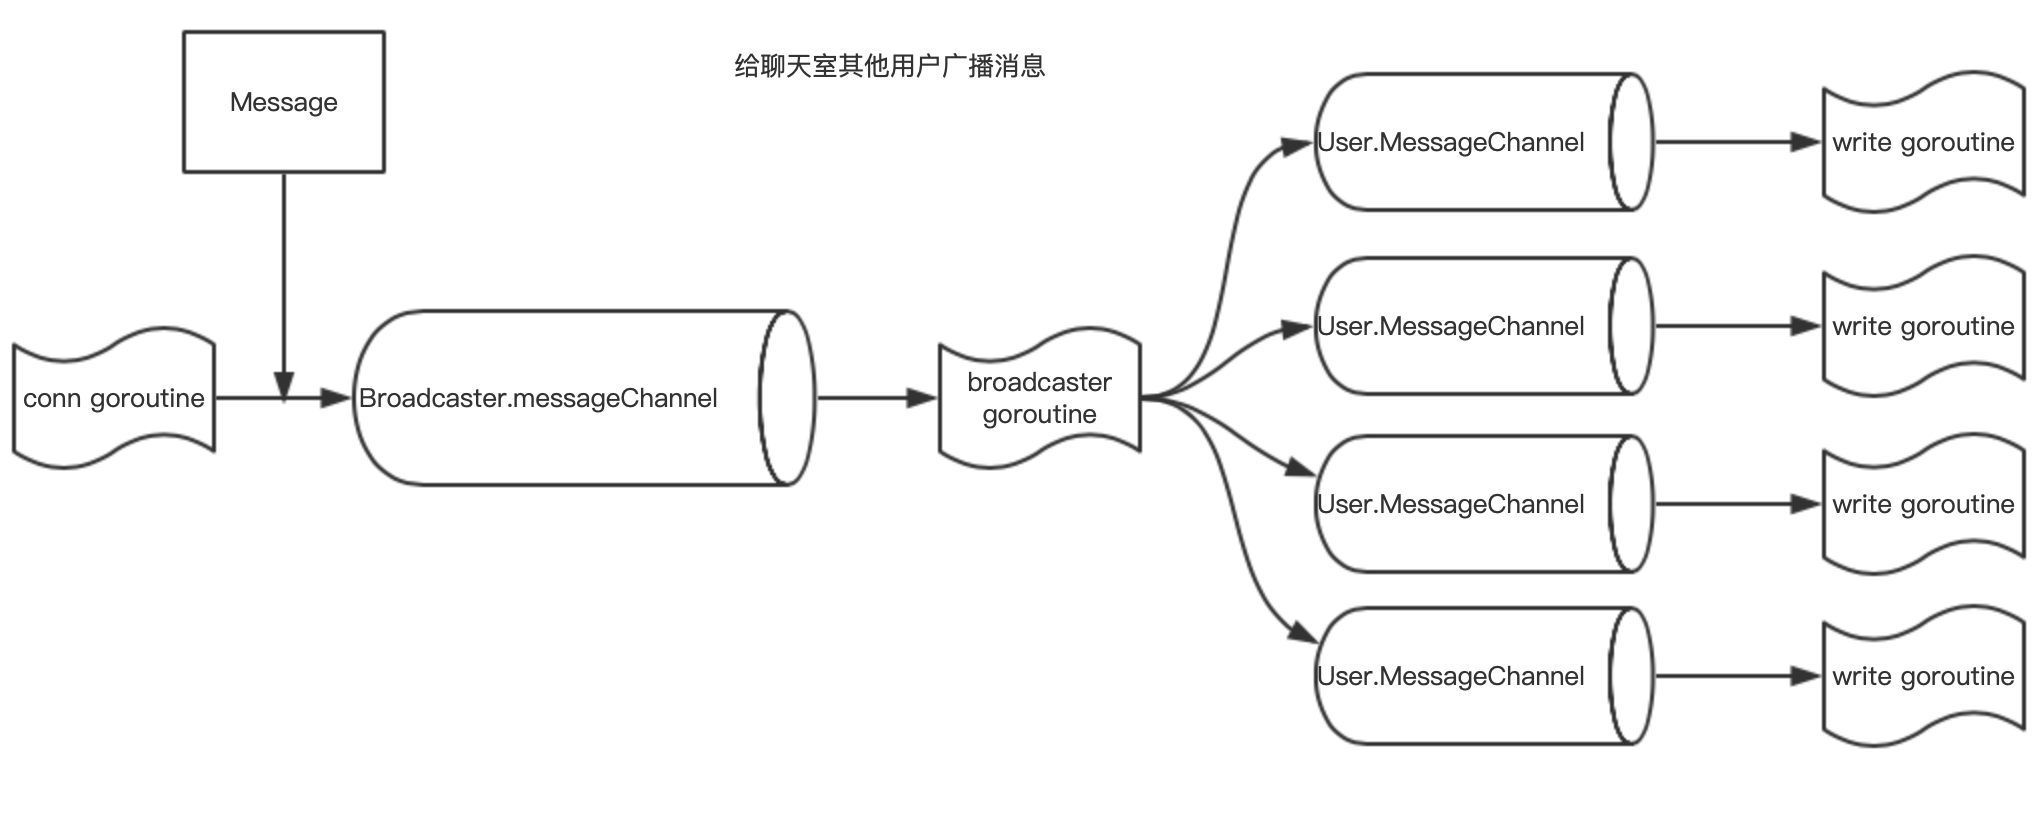 给聊天室其他用户广播消息
Message
conn goroutine
Broadcaster.messageChannel
broadcaster
goroutine
User.MessageChannel
write goroutine
User.MessageChannel
write goroutine
User.MessageChannel
write goroutine
User.MessageChannel
write goroutine